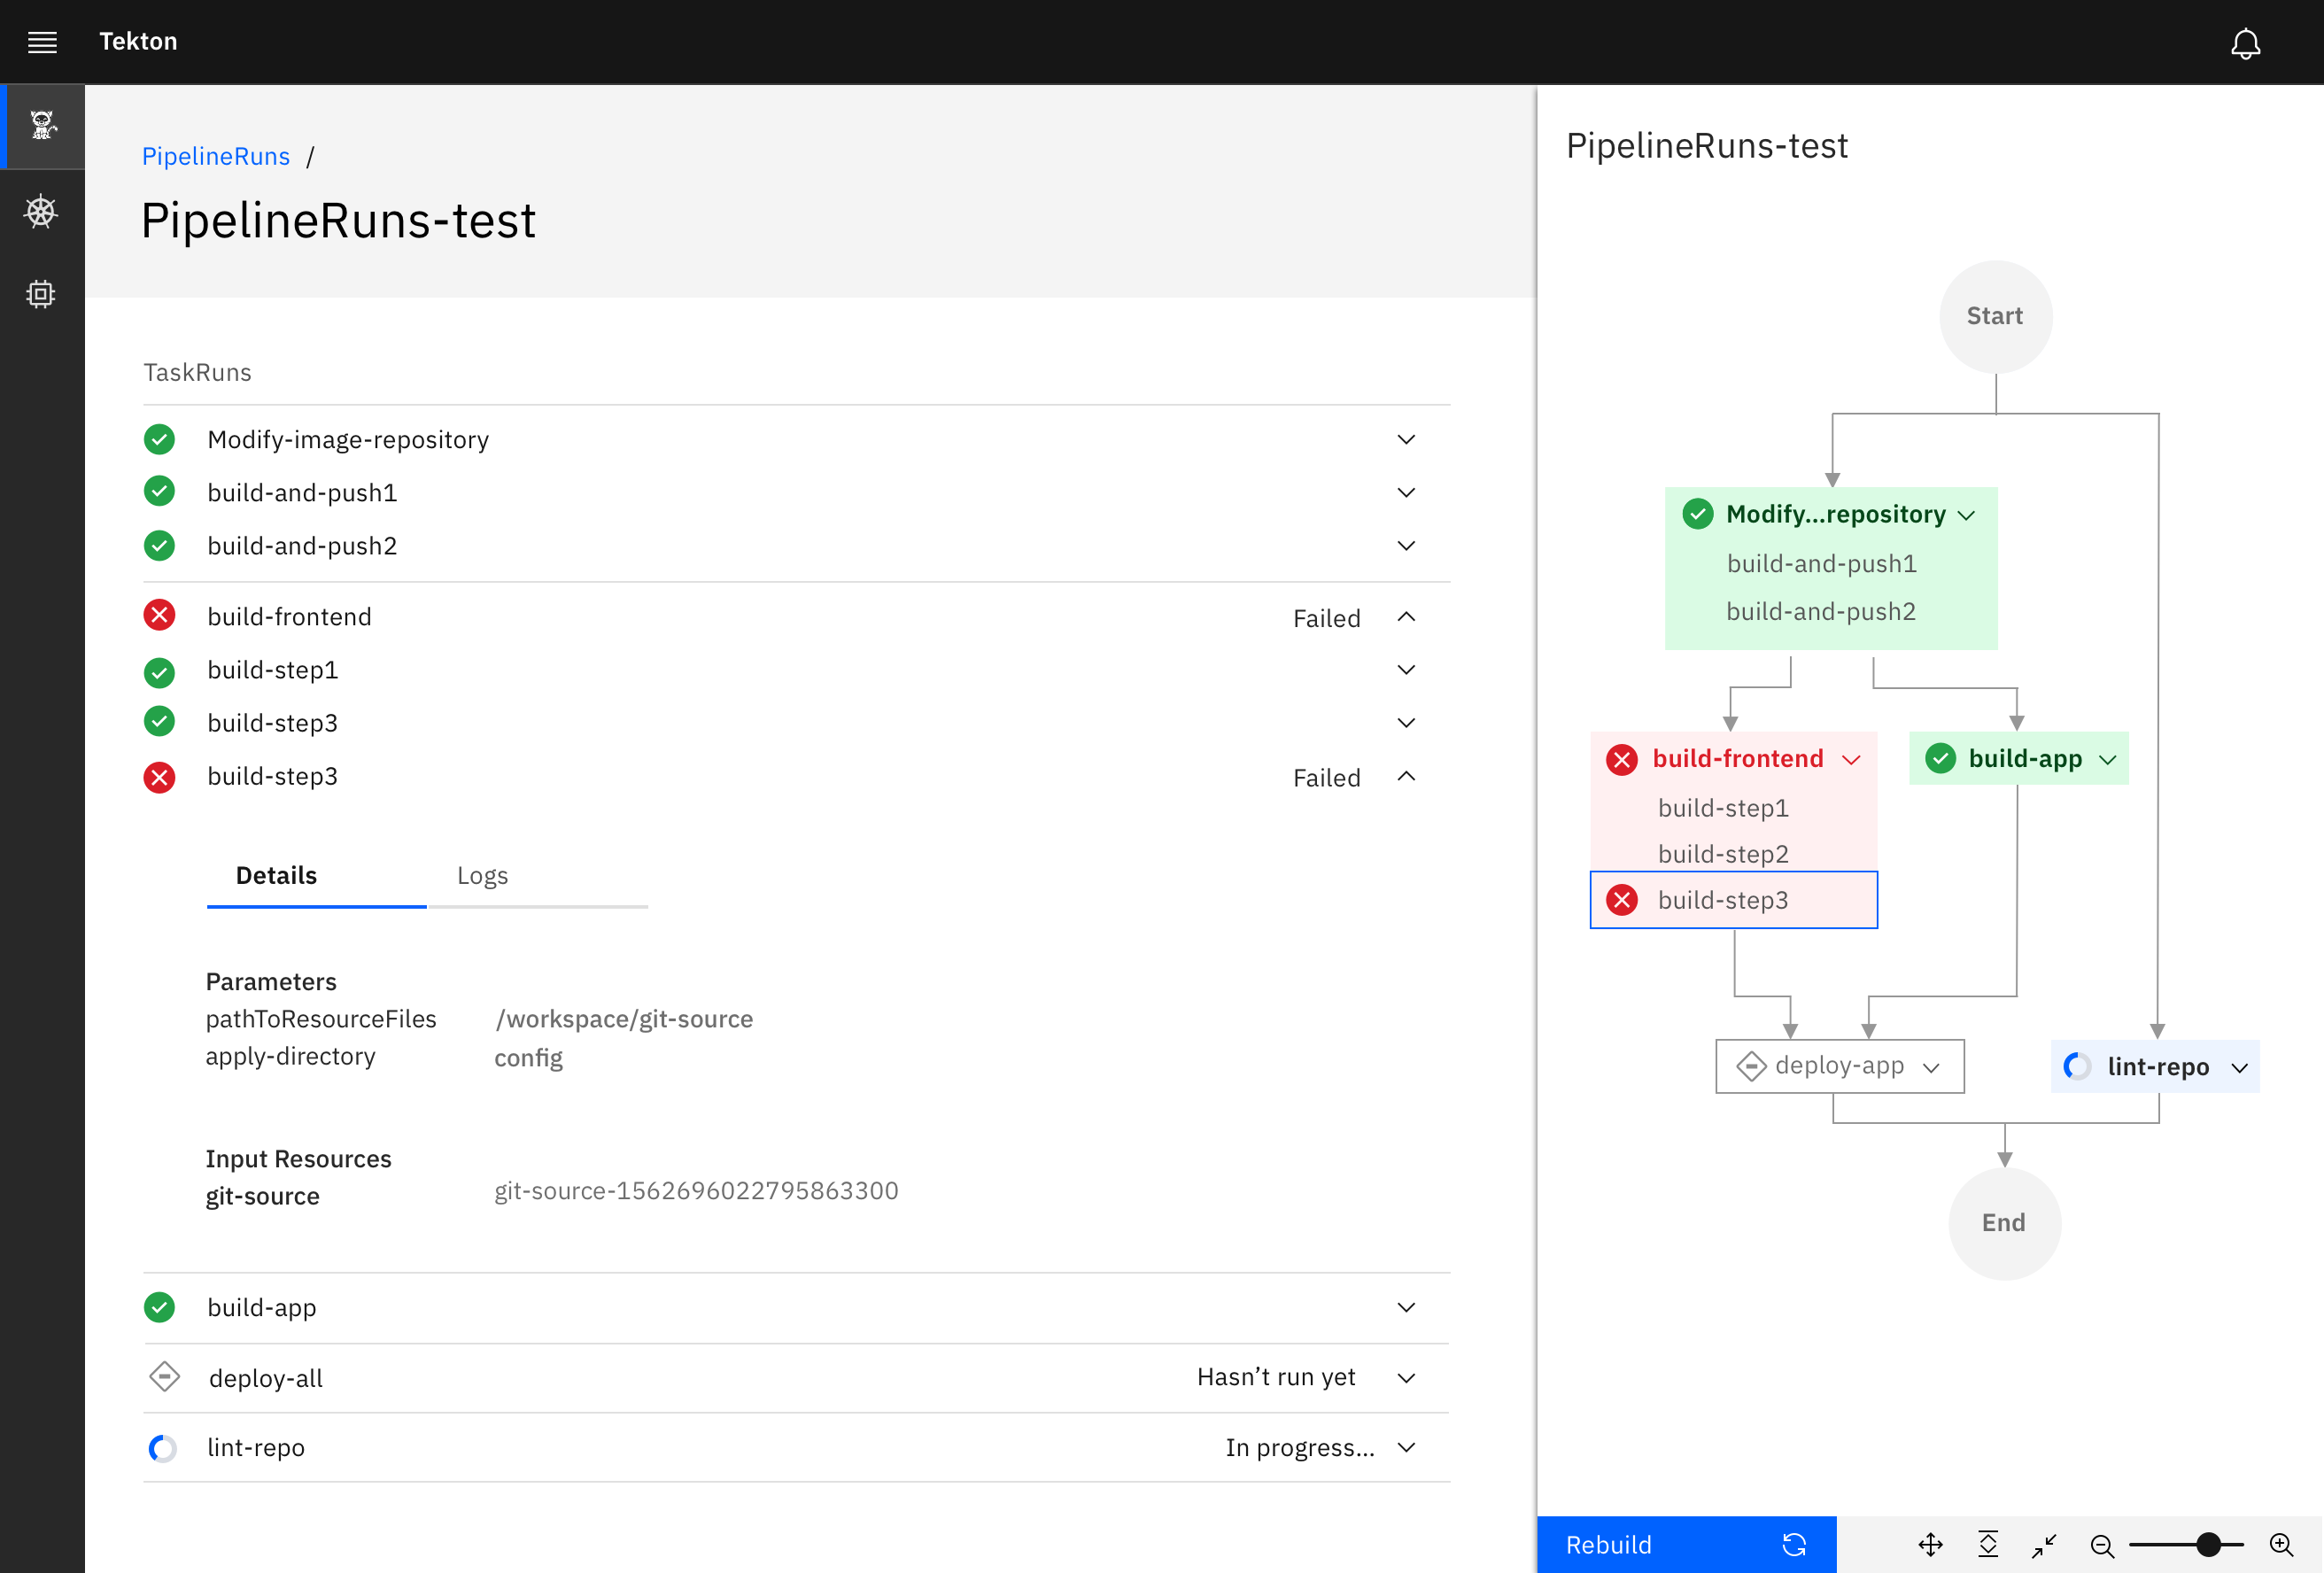 Tekton
PipelineRuns /
PipelineRuns-test
TaskRuns
Modify-image-repository
build-and-push1
build-and-push2
build-frontend Failed
build-step1
build-step3
build-step3 Failed
Details Logs
Parameters
pathToResourceFiles /workspace/git-source
apply-directory config
Input Resources
git-source git-source-1562696022795863300
build-app
deploy-all Hasn’t run yet
lint-repo In progress...
PipelineRuns-test
Start
Modify...repository
build-and-push1
build-and-push2
build-frontend build-app
build-step1
build-step2
build-step3
deploy-app lint-repo
End
Rebuild